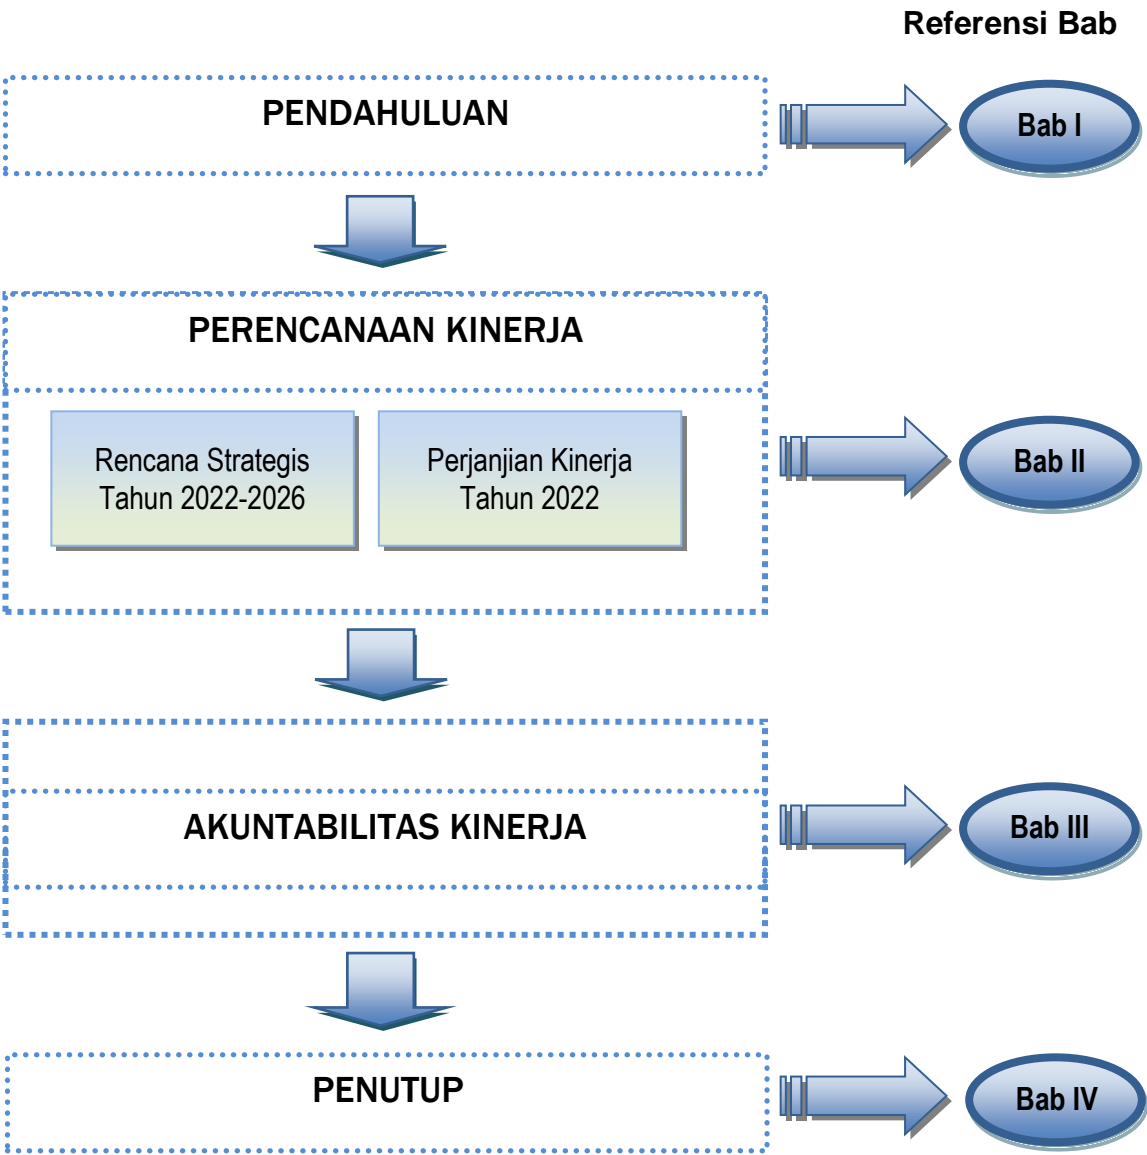 Referensi Bab
PENDAHULUAN
Bab I
PERENCANAAN KINERJA
Rencana Strategis
Tahun 2022-2026
Perjanjian Kinerja
Tahun 2022
Bab II
AKUNTABILITAS KINERJA
Bab III
PENUTUP
Bab IV